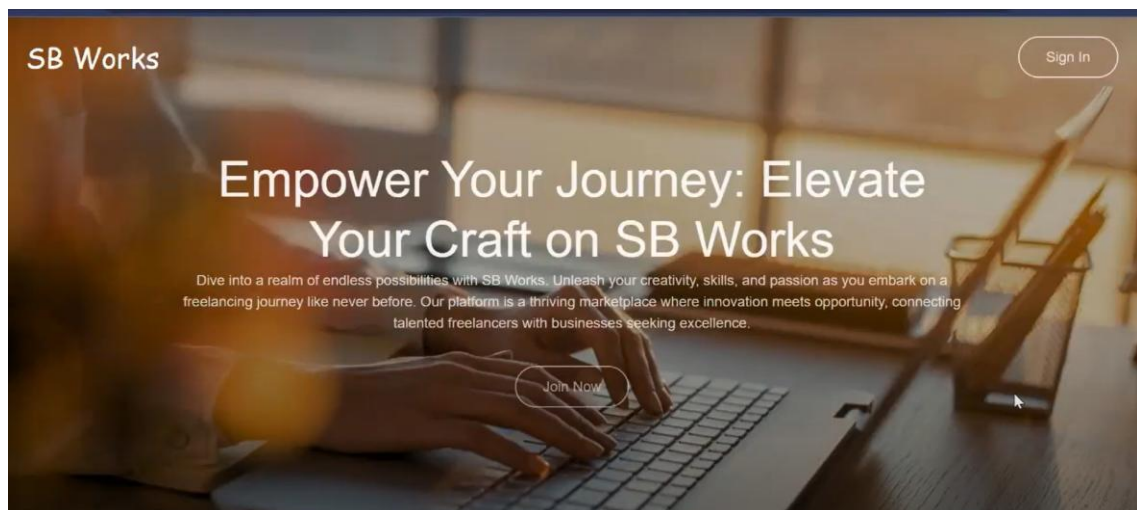 SB Works
Sign In
Empower Your Journey: Elevate
Your Craft on SB Works
Dive into a realm of endless possibilities with SB Works. Unleash your creativity, skills, and passion as you embark on a
freelancing journey like never before. Our platform is a thriving marketplace where innovation meets opportunity, connecting
talented freelancers with businesses seeking excellence.
Join Now